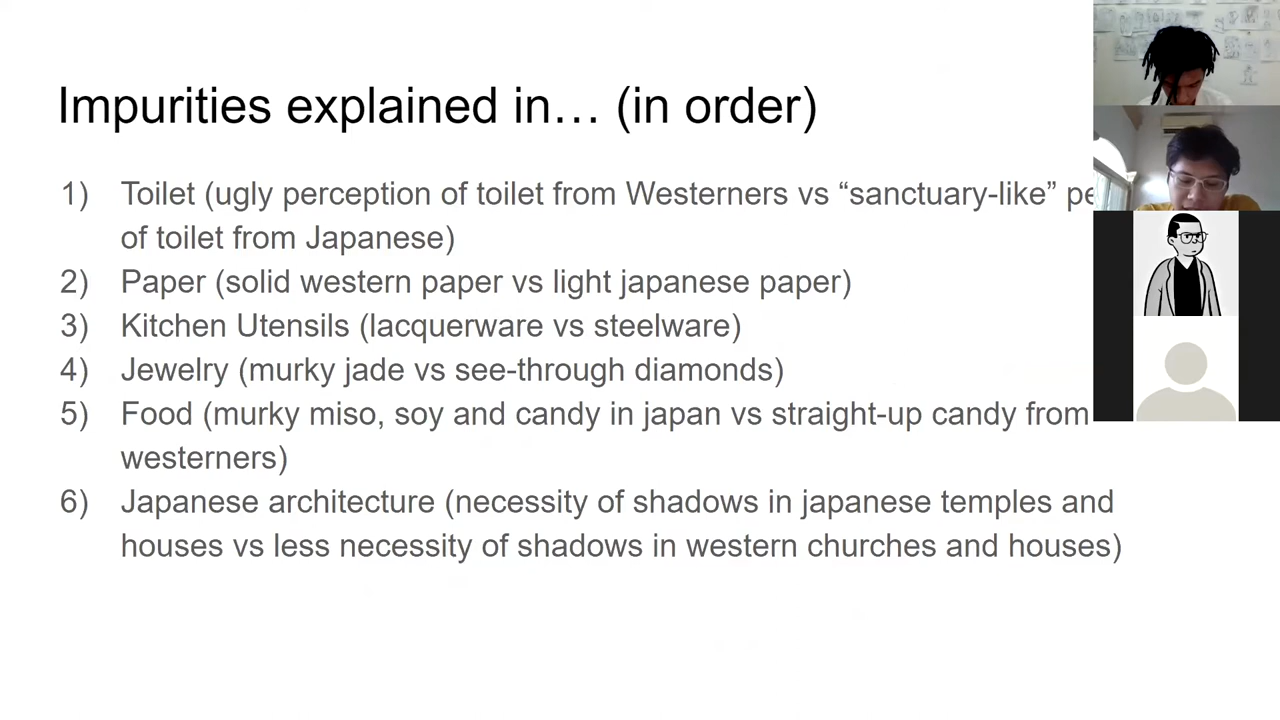 Impurities explained in… (in order)
1) Toilet (ugly perception of toilet from Westerners vs “sanctuary-like”
of toilet from Japanese)
2) Paper (solid western paper vs light japanese paper)
3) Kitchen Utensils (lacquerware vs steelware)
4) Jewelry (murky jade vs see-through diamonds)
5) Food (murky miso, soy and candy in japan vs straight-up candy from
westerners)
6) Japanese architecture (necessity of shadows in japanese temples and
houses vs less necessity of shadows in western churches and houses)